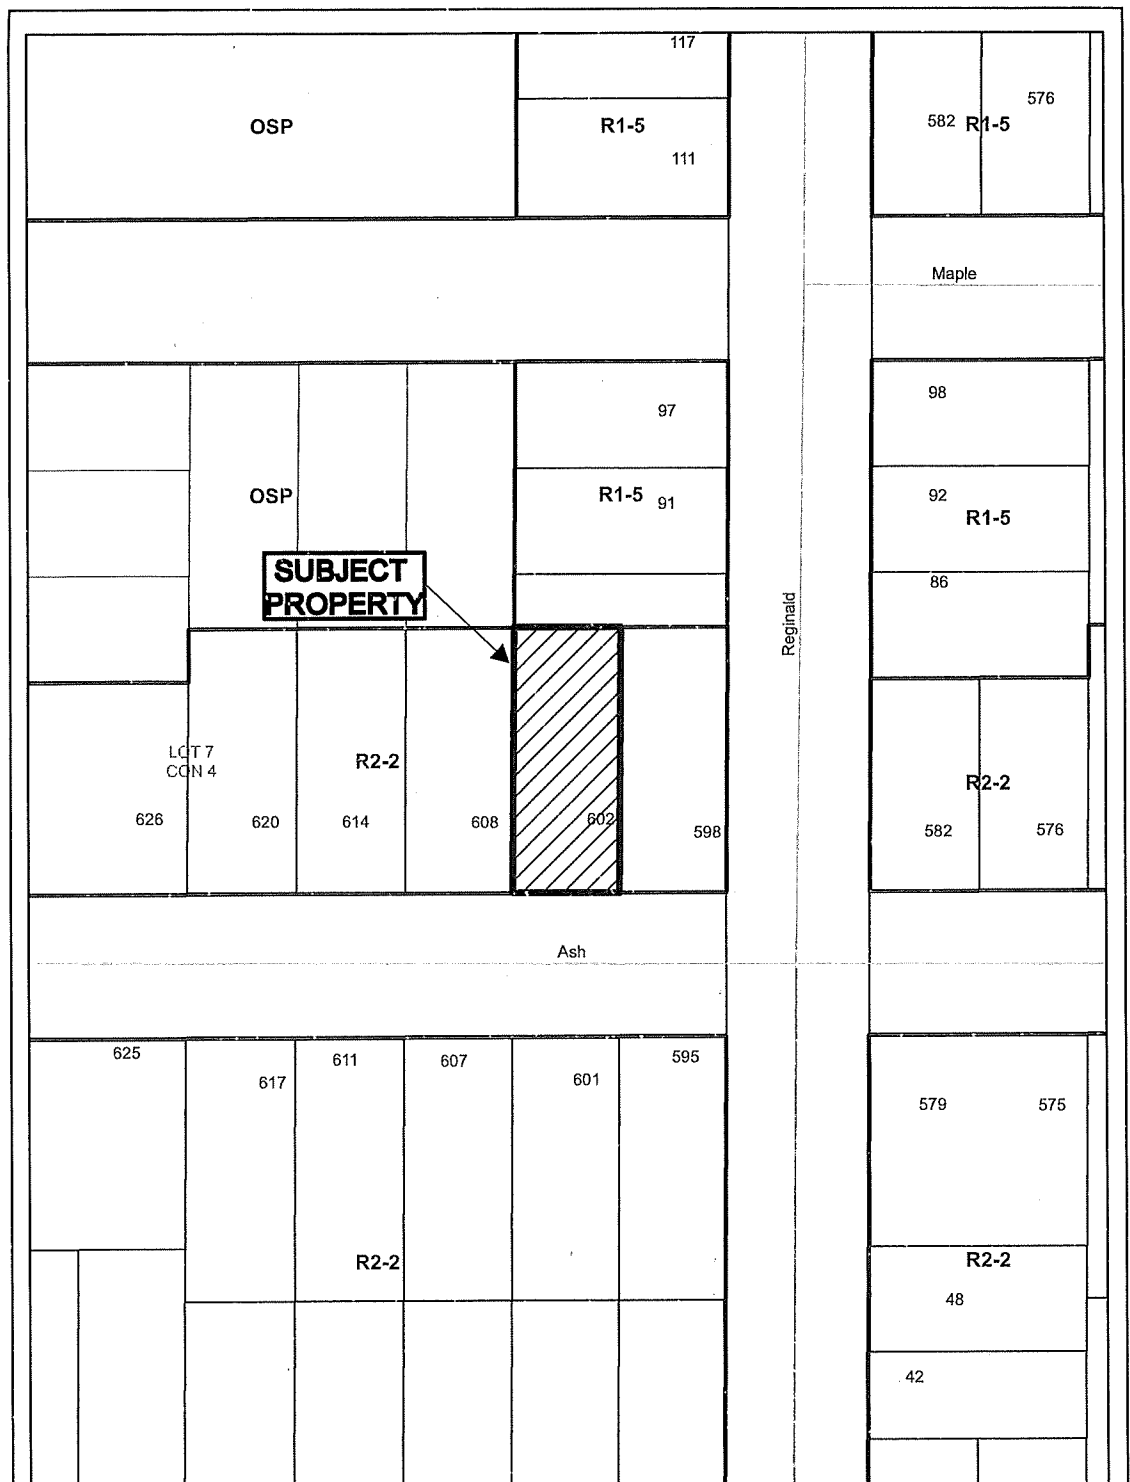 117
576
OSP
R1-5
582
R1-5
111
Maple
98
97
OSP
R1-5
91
92
R1-5
SUBJECT
PROPERTY
86
Reginald
LOT 7
CON 4
R2-2
R2-2
626
620
614
608
602
598
582
576
Ash
625
617
611
607
601
595
579
575
R2-2
R2-2
48
42